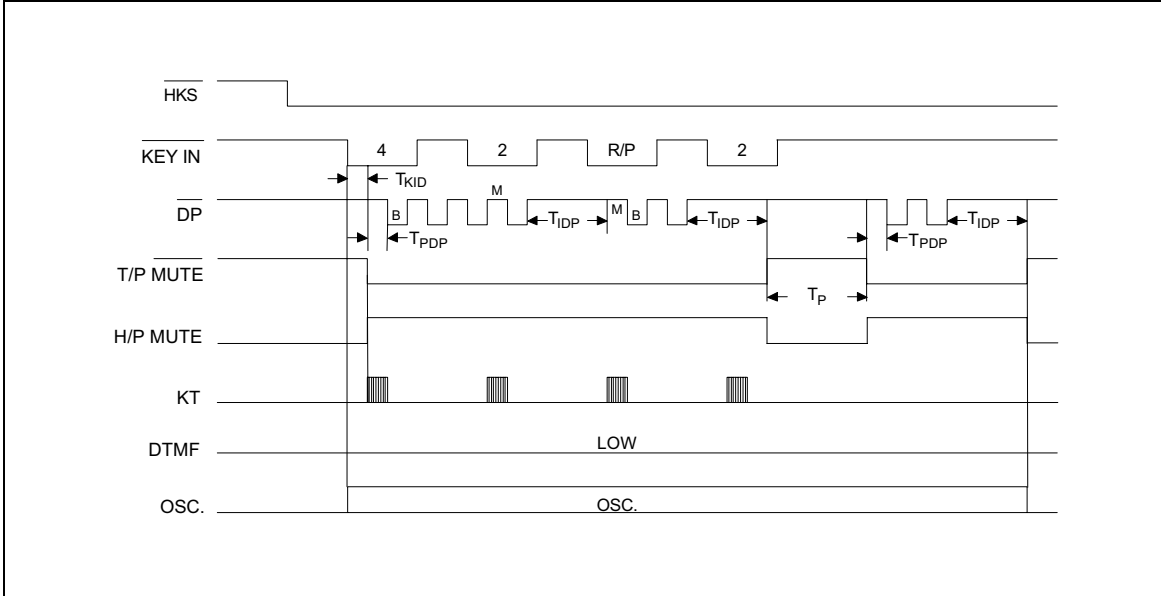 HKS
KEY IN
4 2 R/P 2
TKID
M
DP
B TIDP M B TIDP TIDP
TPDP TPDP
T/P MUTE
TP
H/P MUTE
KT
DTMF
LOW
OSC.
OSC.